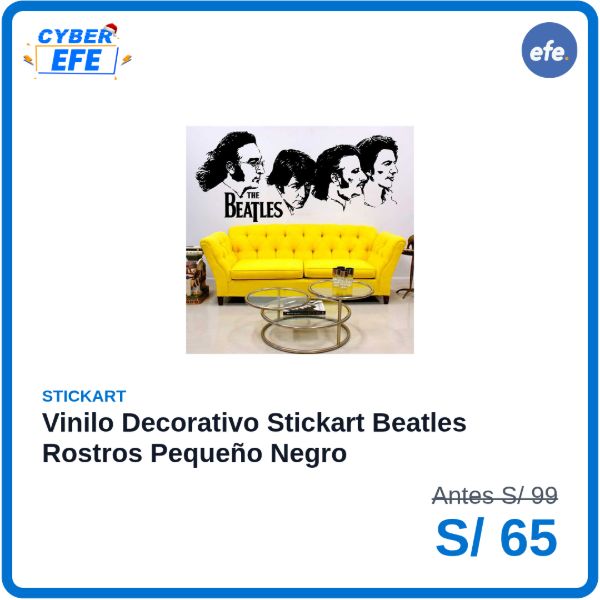 CYBER
EFE
efe.
THE
BEATLES
STICKART
Vinilo Decorativo Stickart Beatles
Rostros Pequeño Negro
Antes S/ 99
S/ 65